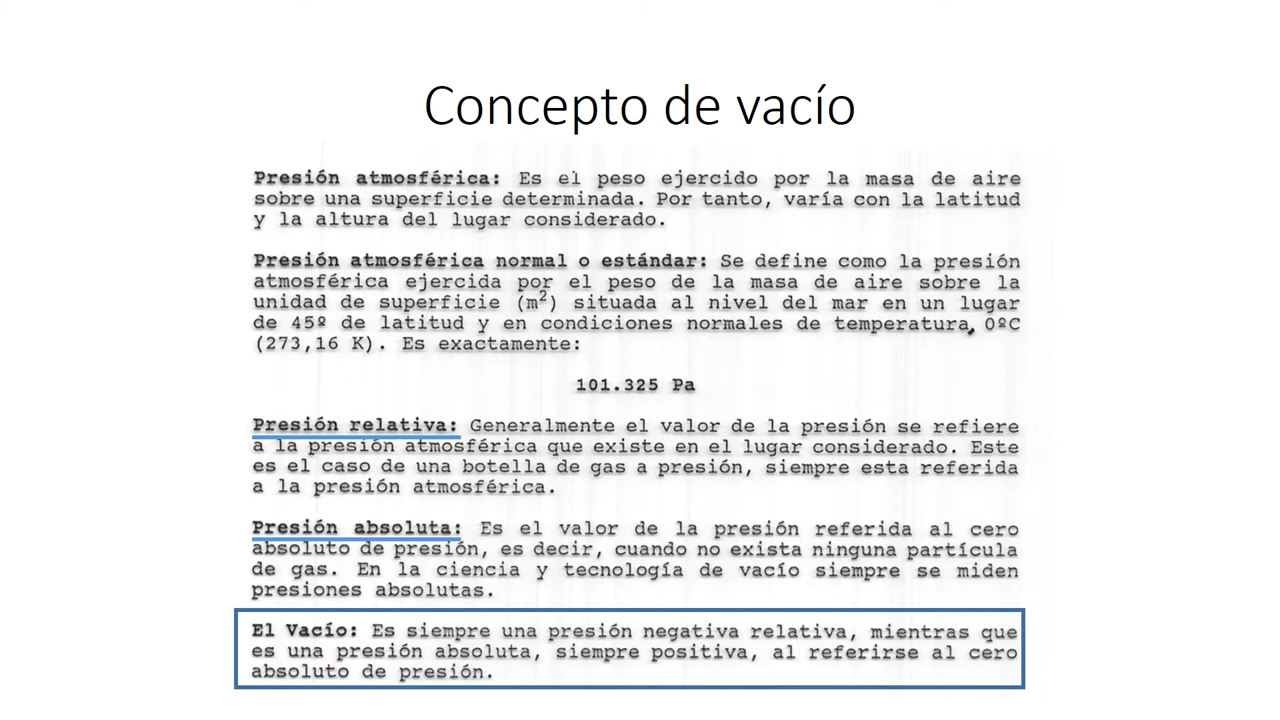 Concepto de vacío
Presión atmosférica: Es el peso ejercido por la masa de aire
sobre una superficie determinada. Por tanto, varía con la latitud
y la altura del lugar considerado.
Presión atmosférica normal o estándar: Se define como la presión
atmosférica ejercida por el peso de la masa de aire sobre la
unidad de superficie (m²) situada al nivel del mar en un lugar
de 45º de latitud y en condiciones normales de temperatura, 0ºC
(273,16 K). Es exactamente:
101.325 Pa
Presión relativa: Generalmente el valor de la presión se refiere
a la presión atmosférica que existe en el lugar considerado. Este
es el caso de una botella de gas a presión, siempre esta referida
a la presión atmosférica.
Presión absoluta: Es el valor de la presión referida al cero
absoluto de presión, es decir, cuando no exista ninguna partícula
de gas. En la ciencia y tecnología de vacío siempre se miden
presiones absolutas.
El Vacío: Es siempre una presión negativa relativa, mientras que
es una presión absoluta, siempre positiva, al referirse al cero
absoluto de presión.